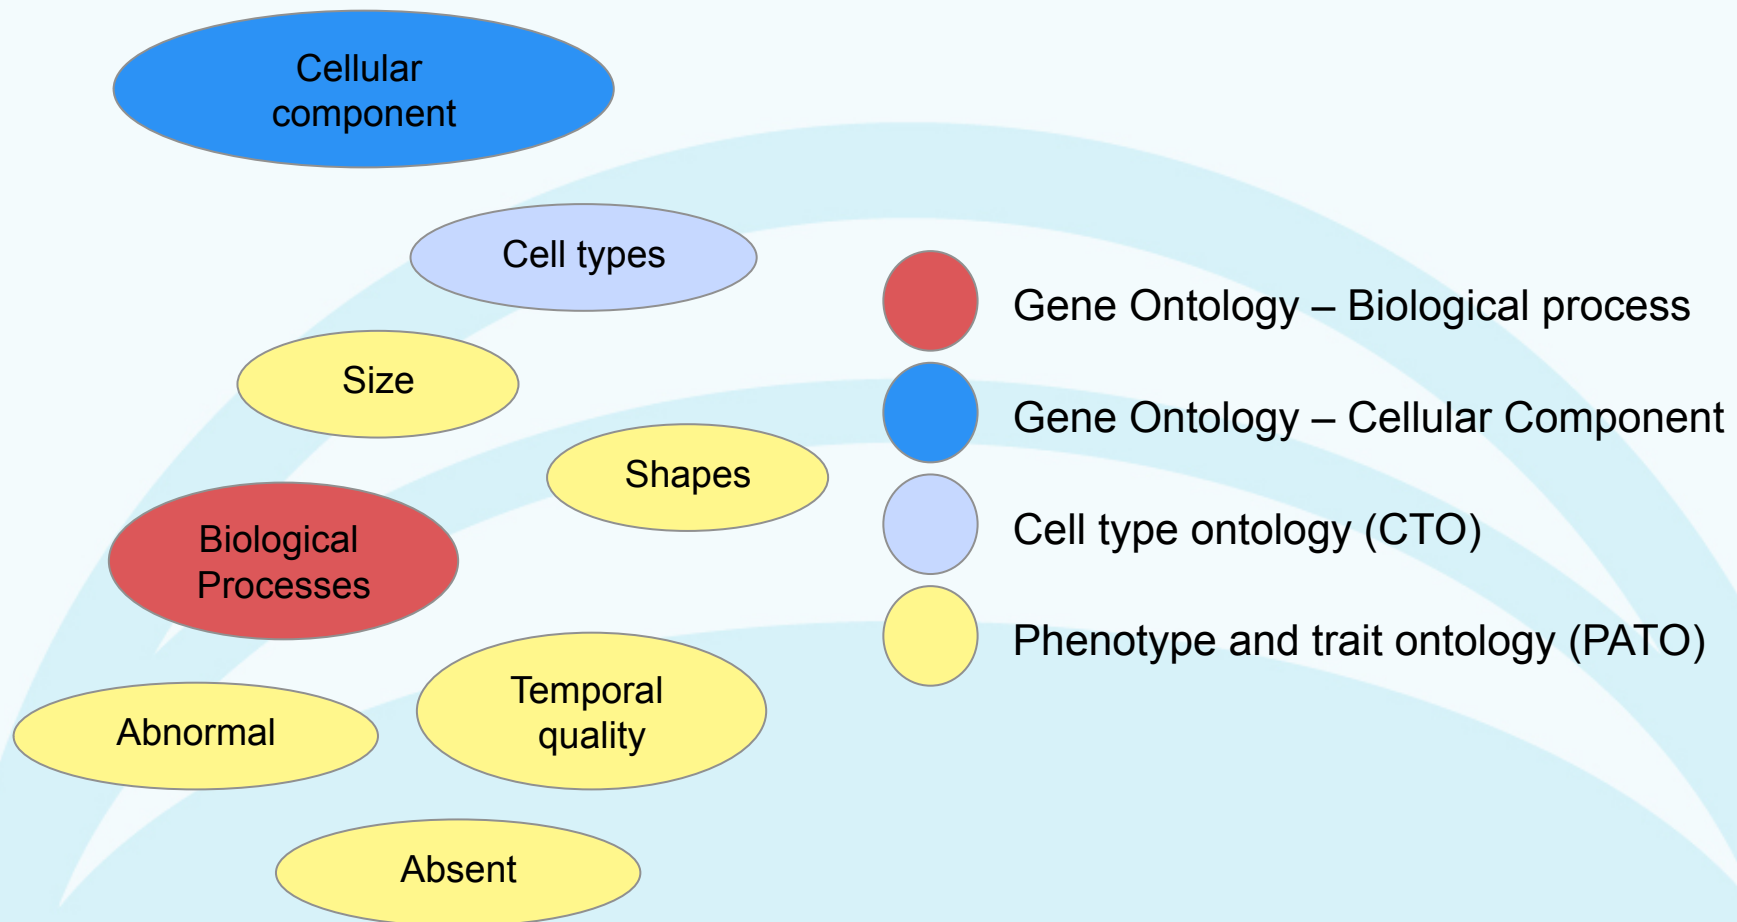 Cellular
component
Cell types
Size
Shapes
Biological
Processes
Temporal
quality
Abnormal
Absent
Gene Ontology – Biological process
Gene Ontology – Cellular Component
Cell type ontology (CTO)
Phenotype and trait ontology (PATO)